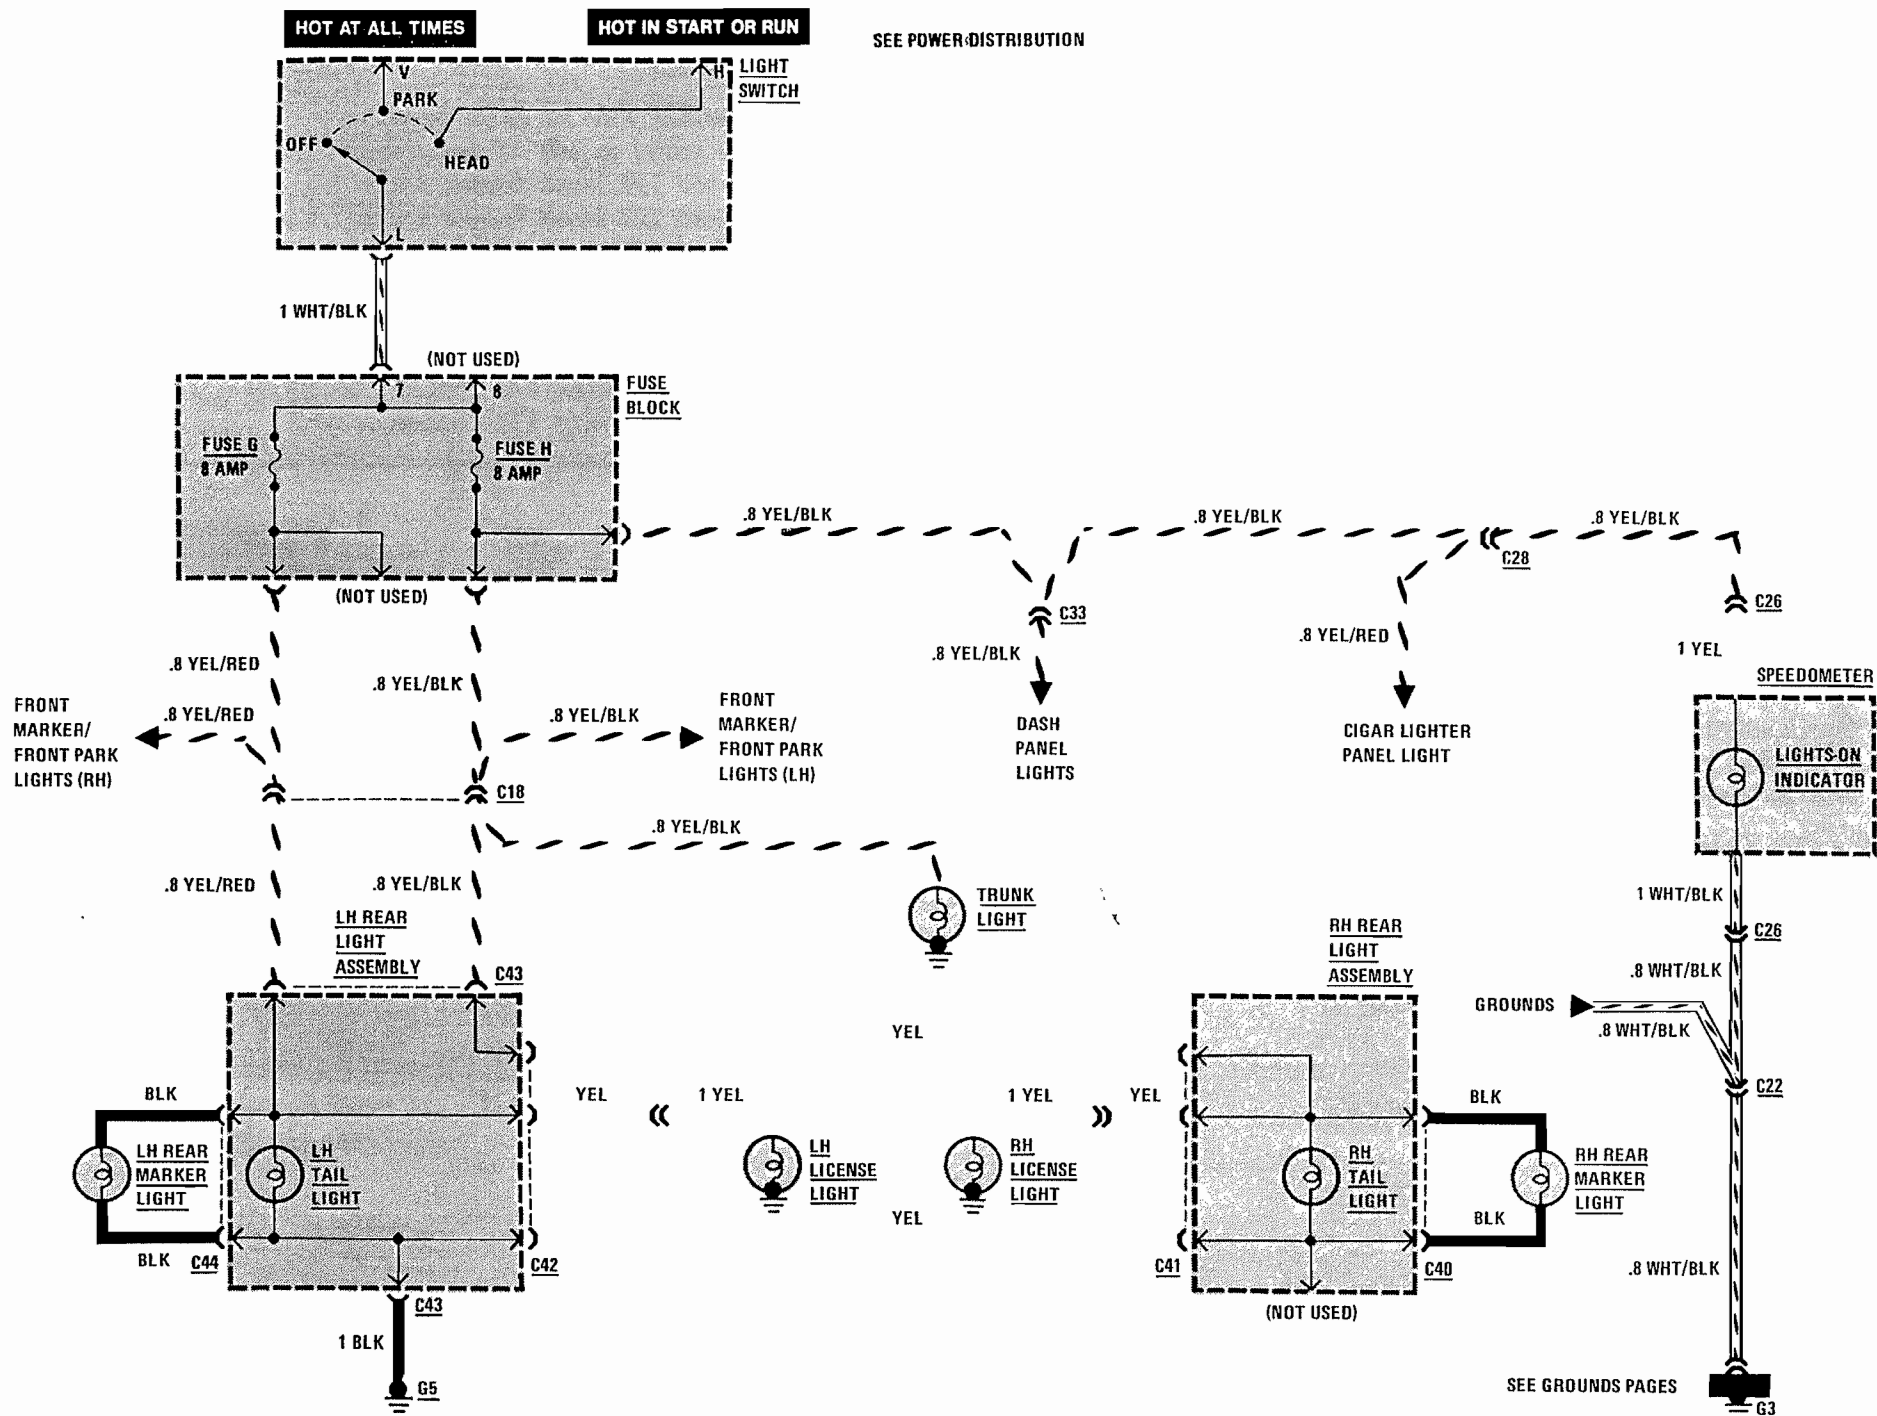 HOT AT ALL TIMES
HOT IN START OR RUN
SEE POWER DISTRIBUTION
V
H
LIGHT
SWITCH
PARK
OFF
HEAD
L
1 WHT/BLK
(NOT USED)
7
8
FUSE
BLOCK
FUSE G
8 AMP
FUSE H
8 AMP
(NOT USED)
.8 YEL/BLK
.8 YEL/BLK
.8 YEL/BLK
C28
C33
C26
.8 YEL/RED
.8 YEL/BLK
.8 YEL/BLK
.8 YEL/RED
1 YEL
SPEEDOMETER
FRONT
MARKER/
FRONT PARK
LIGHTS (RH)
.8 YEL/RED
.8 YEL/BLK
FRONT
MARKER/
FRONT PARK
LIGHTS (LH)
DASH
PANEL
LIGHTS
CIGAR LIGHTER
PANEL LIGHT
LIGHTS-ON
INDICATOR
C18
.8 YEL/BLK
.8 YEL/RED
.8 YEL/BLK
TRUNK
LIGHT
1 WHT/BLK
C26
LH REAR
LIGHT
ASSEMBLY
C43
RH REAR
LIGHT
ASSEMBLY
.8 WHT/BLK
GROUNDS
.8 WHT/BLK
C22
YEL
BLK
YEL
1 YEL
1 YEL
YEL
BLK
LH REAR
MARKER
LIGHT
LH
TAIL
LIGHT
LH
LICENSE
LIGHT
RH
LICENSE
LIGHT
RH
TAIL
LIGHT
RH REAR
MARKER
LIGHT
YEL
BLK
BLK
C44
C42
C41
C40
.8 WHT/BLK
C43
(NOT USED)
1 BLK
G5
SEE GROUNDS PAGES
G3